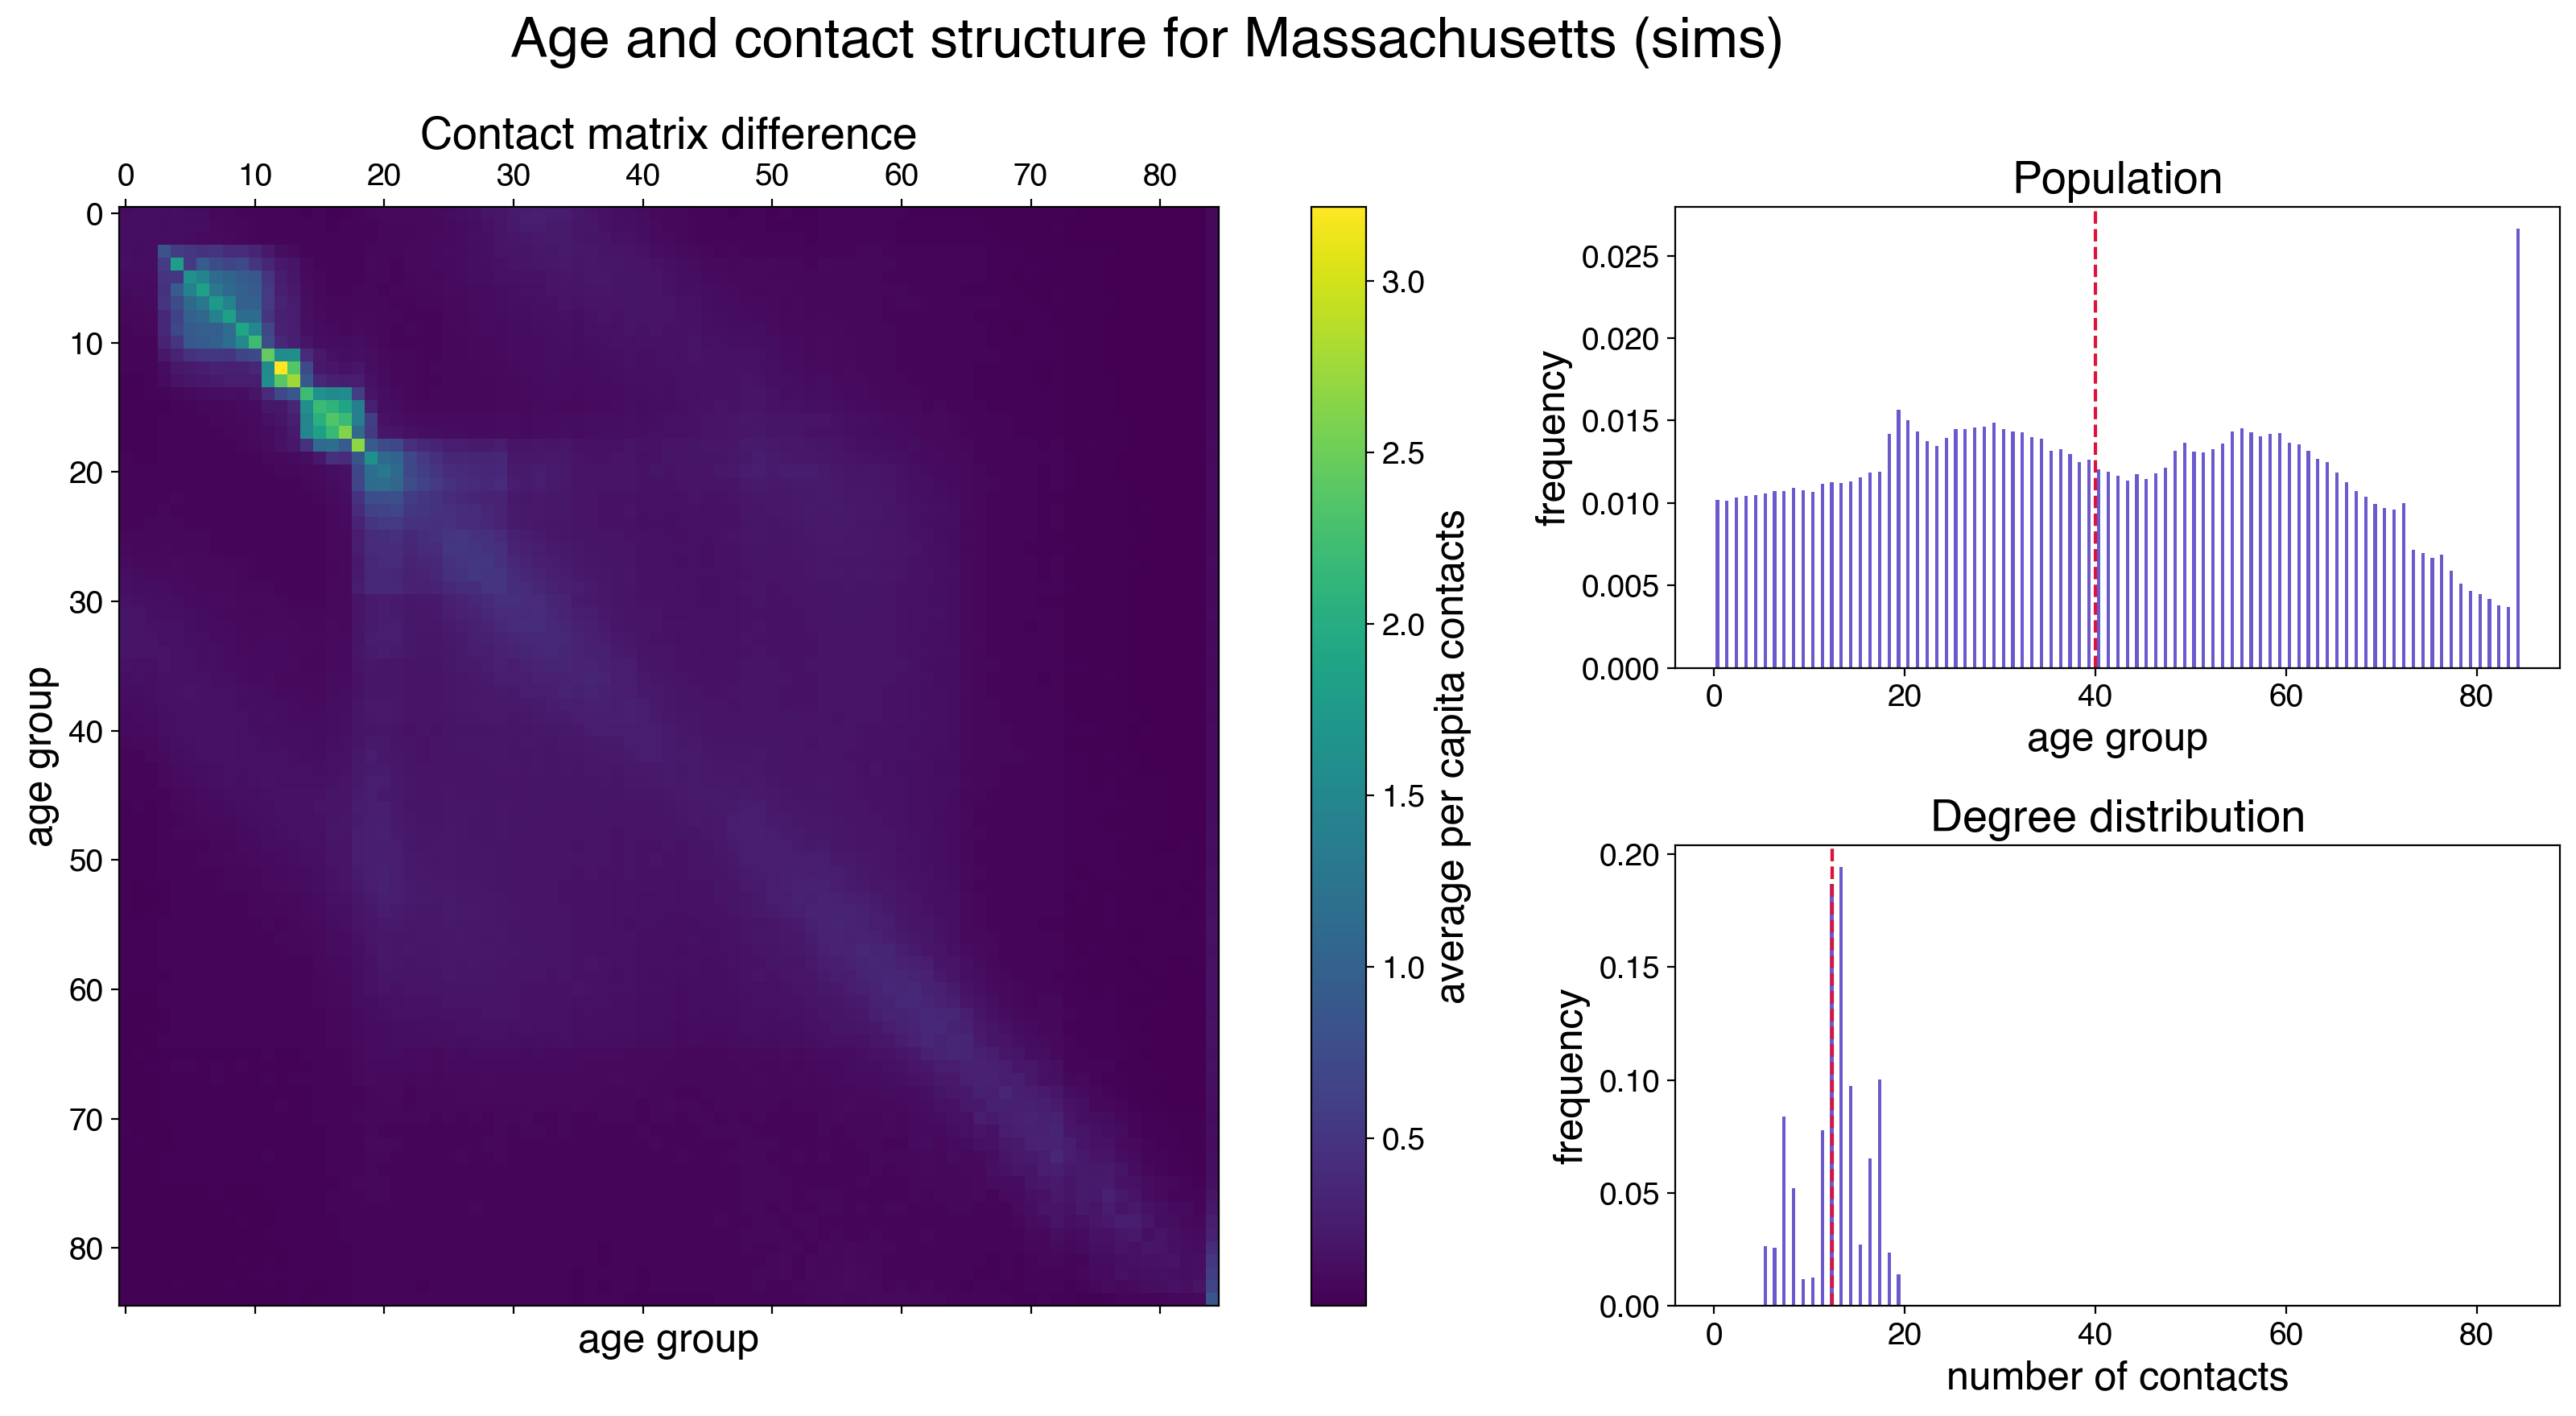 Age and contact structure for Massachusetts (sims)
Contact matrix difference
0 10 20 30 40 50 60 70 80
0
10
20
30
40
50
60
70
80
age group
age group
3.0
2.5
2.0
1.5
1.0
0.5
average per capita contacts
Population
0.025
0.020
0.015
0.010
0.005
0.000
frequency
0 20 40 60 80
age group
Degree distribution
0.20
0.15
0.10
0.05
0.00
frequency
0 20 40 60 80
number of contacts